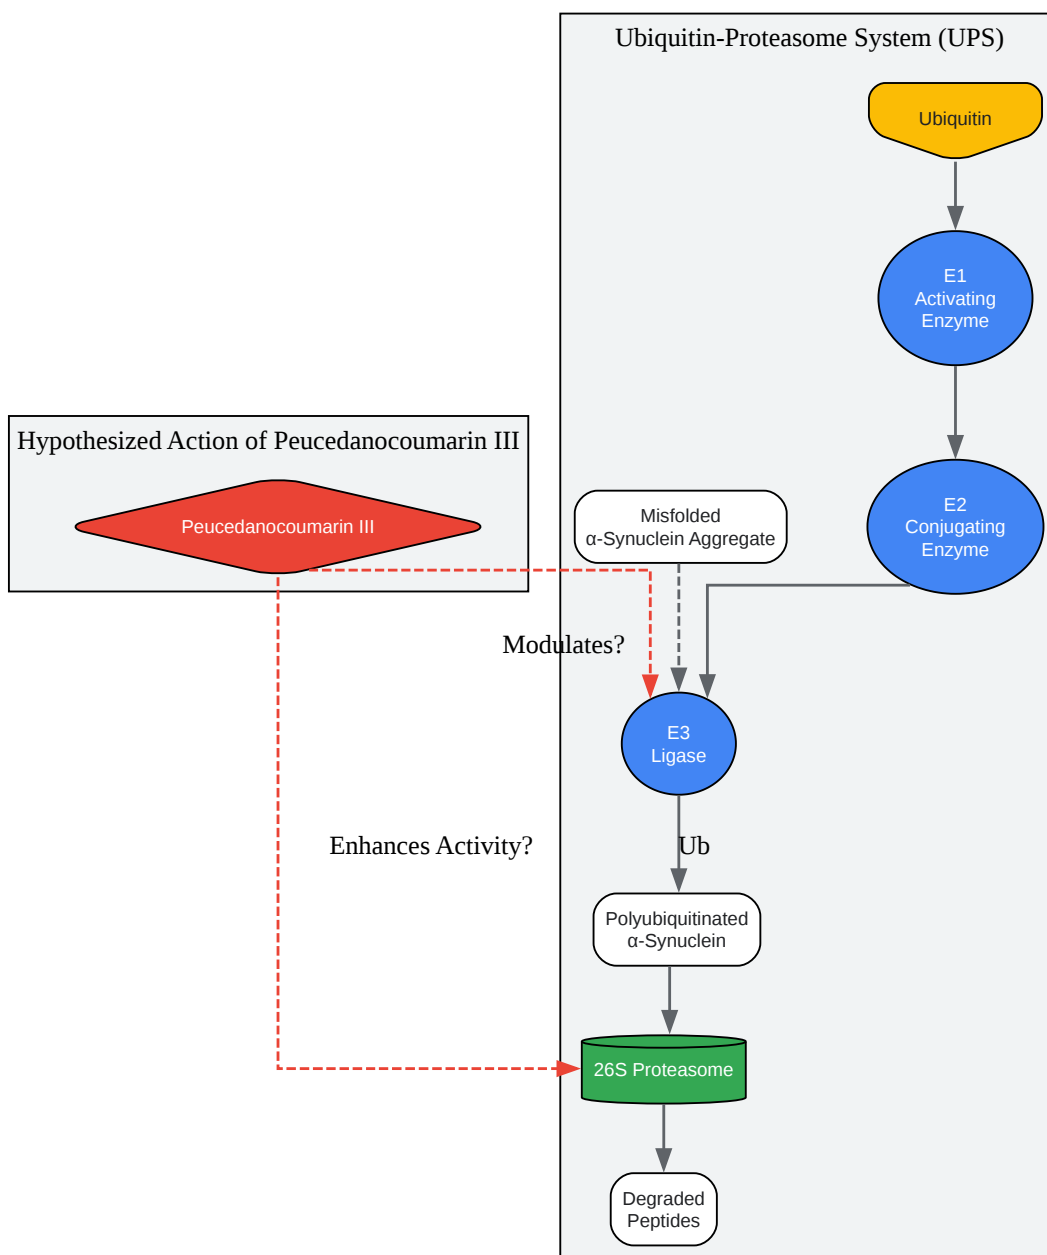 Ubiquitin-Proteasome System (UPS)
Ubiquitin
E1
Activating
Enzyme
Hypothesized Action of Peucedanocoumarin III
Peucedanocoumarin III
Misfolded
α-Synuclein Aggregate
E2
Conjugating
Enzyme
Modulates?
E3
Ligase
Enhances Activity?
Ub
Polyubiquitinated
α-Synuclein
26S Proteasome
Degraded
Peptides